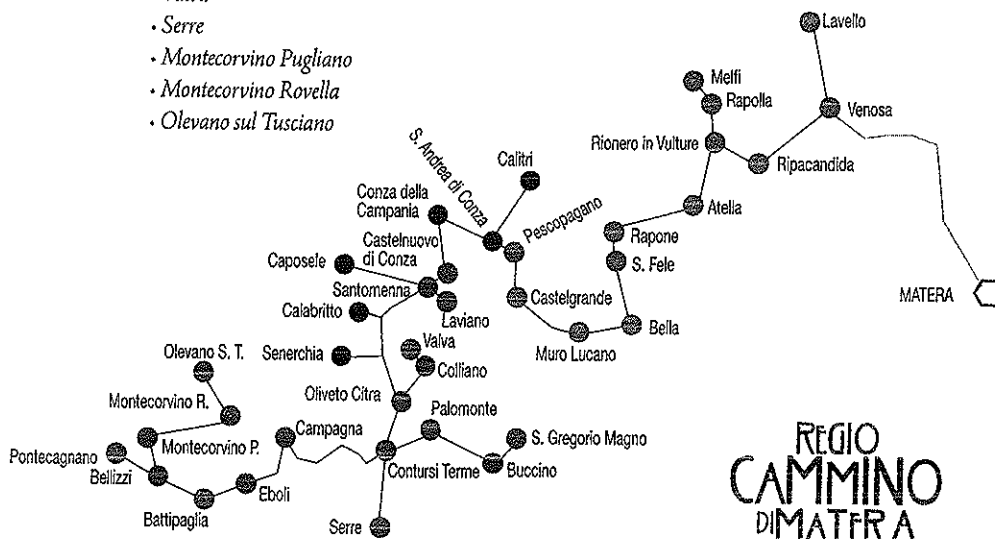 • Serre
• Montecorvino Pugliano
• Montecorvino Rovella
• Olevano sul Tusciano
Lavello
Melfi
Rapolla
Venosa
Rionero in Vulture
Ripacandida
S. Andrea di Conza
Calitri
Conza della
Campania
Pescopagano
Atella
Castelnuovo
di Conza
Rapone
Caposele
S. Fele
Santomenna
MATERA
Castelgrande
Calabritto
Laviano
Bella
Valva
Muro Lucano
Senerchia
Colliano
Olevano S. T.
Oliveto Citra
Palomonte
Montecorvino R.
Campagna
S. Gregorio Magno
Montecorvino P.
Pontecagnano
Contursi Terme
Buccino
Bellizzi
Eboli
Battipaglia
Serre
REGIO
CAMMINO
DI MATERA